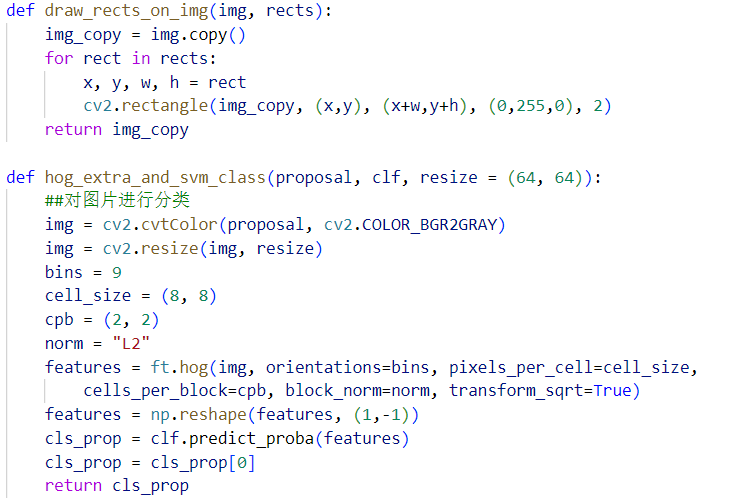 def draw_rects_on_img(img, rects):
    img_copy = img.copy()
    for rect in rects:
        x, y, w, h = rect
        cv2.rectangle(img_copy, (x,y), (x+w,y+h), (0,255,0), 2)
    return img_copy

def hog_extra_and_svm_class(proposal, clf, resize = (64, 64)):
    ##对图片进行分类
    img = cv2.cvtColor(proposal, cv2.COLOR_BGR2GRAY)
    img = cv2.resize(img, resize)
    bins = 9
    cell_size = (8, 8)
    cpb = (2, 2)
    norm = "L2"
    features = ft.hog(img, orientations=bins, pixels_per_cell=cell_size,
        cells_per_block=cpb, block_norm=norm, transform_sqrt=True)
    features = np.reshape(features, (1,-1))
    cls_prop = clf.predict_proba(features)
    cls_prop = cls_prop[0]
    return cls_prop